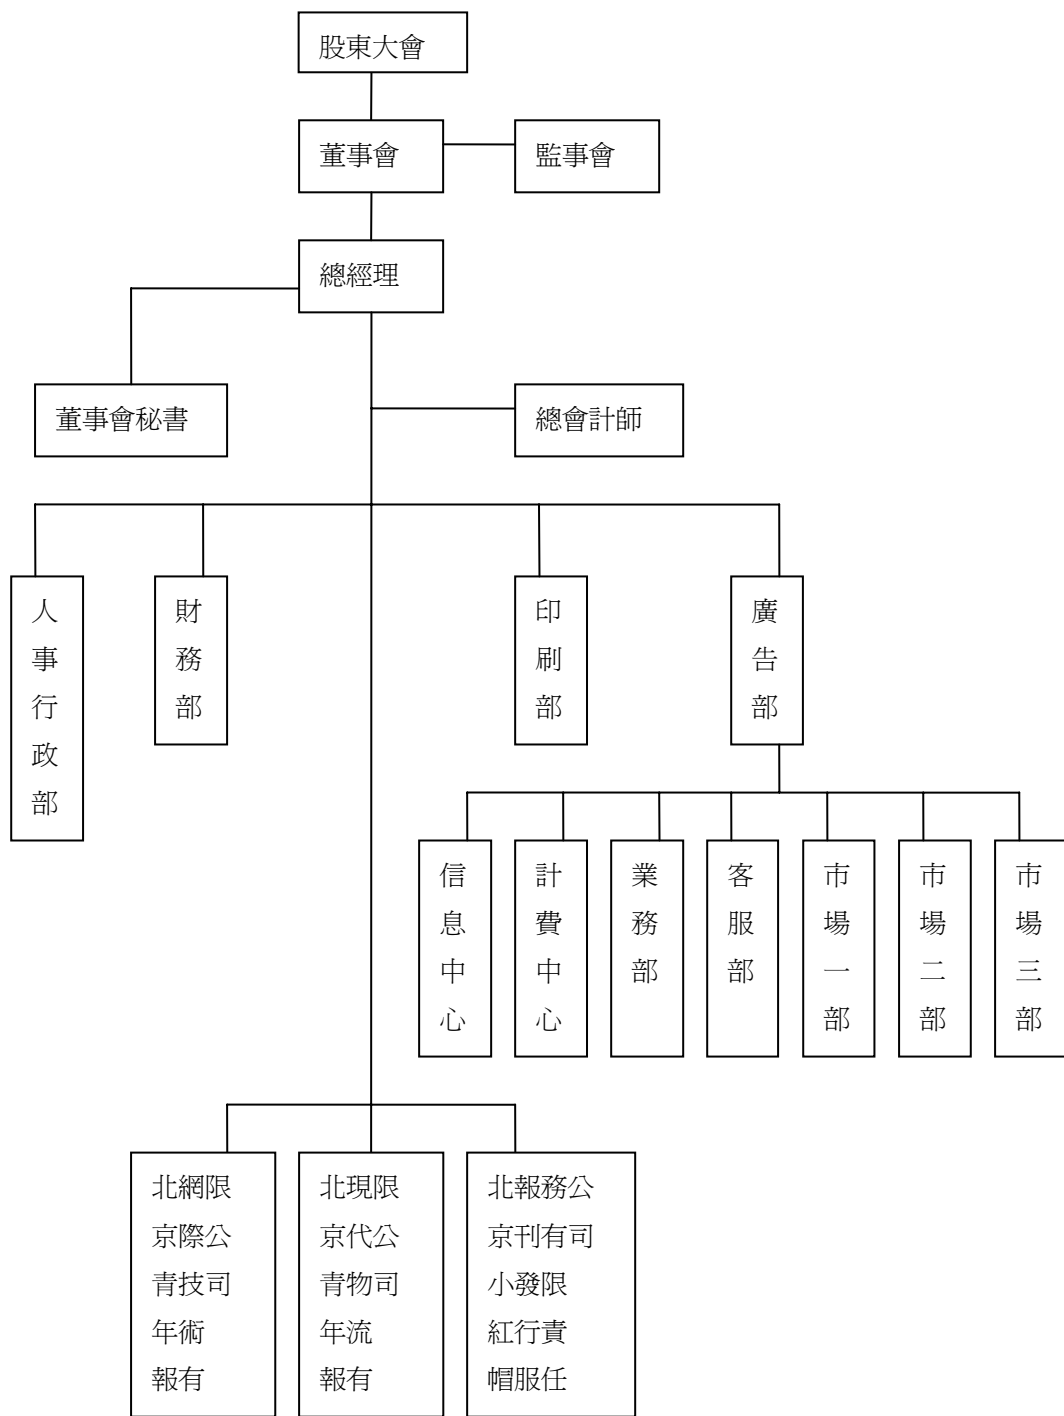 股東大會
董事會
監事會
總經理
董事會秘書
總會計師
人事行政部
財務部
印刷部
廣告部
信息中心
計費中心
業務部
客服部
市場一部
市場二部
市場三部
北京青年報
網際技術有
限公司
北京青年報
現代物流有
限公司
北京小紅帽
報刊發行服
務有限責任
公司